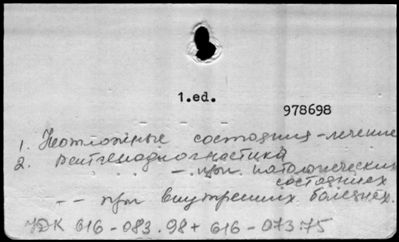 1.ed.
978698
1. Неотложные состояния - лечение
2. Рентгенодиагностика
- - при патологических
состояниях
- - при внутренних болезнях.
УДК 616-083.98 + 616-073.75